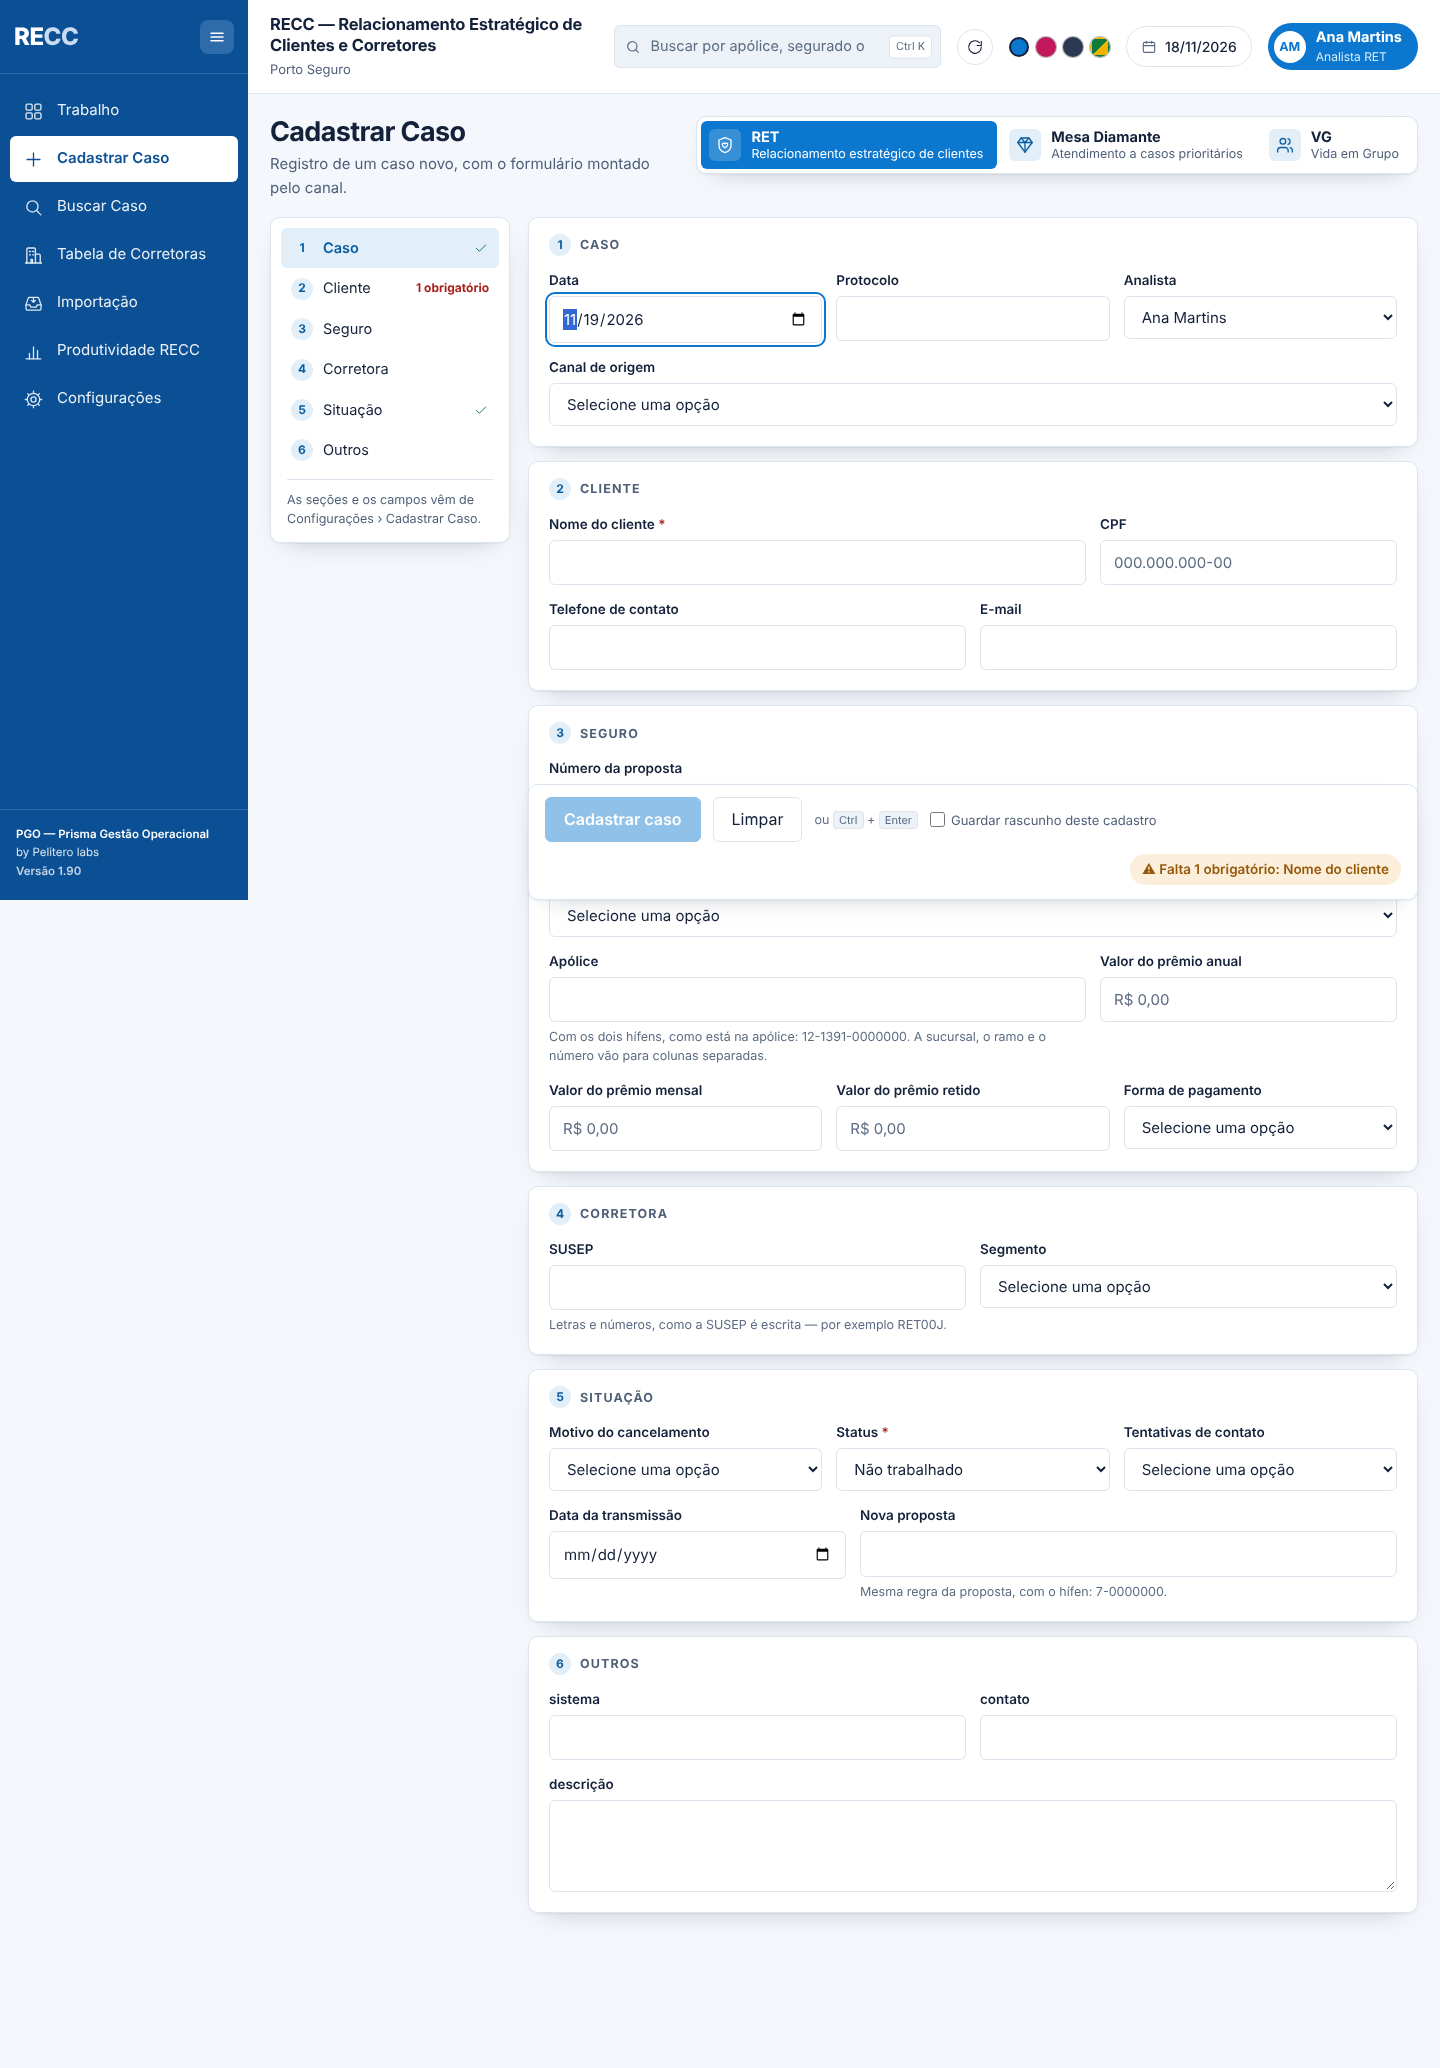 RECC
Trabalho
Cadastrar Caso
Buscar Caso
Tabela de Corretoras
Importação
Produtividade RECC
Configurações
PGO — Prisma Gestão Operacional
by Pelitero labs
Versão 1.90
RECC — Relacionamento Estratégico de
Clientes e Corretores
Porto Seguro
Buscar por apólice, segurado o
Ctrl K
18/11/2026
AM
Ana Martins
Analista RET
Cadastrar Caso
Registro de um caso novo, com o formulário montado
pelo canal.
RET
Relacionamento estratégico de clientes
Mesa Diamante
Atendimento a casos prioritários
VG
Vida em Grupo
1 Caso
2 Cliente 1 obrigatório
3 Seguro
4 Corretora
5 Situação
6 Outros
As seções e os campos vêm de
Configurações › Cadastrar Caso.
1 CASO
Data Protocolo Analista
11/19/2026 Ana Martins
Canal de origem
Selecione uma opção
2 CLIENTE
Nome do cliente * CPF
000.000.000-00
Telefone de contato E-mail
3 SEGURO
Número da proposta
Cadastrar caso Limpar ou Ctrl + Enter Guardar rascunho deste cadastro
⚠ Falta 1 obrigatório: Nome do cliente
Selecione uma opção
Apólice Valor do prêmio anual
R$ 0,00
Com os dois hífens, como está na apólice: 12-1391-0000000. A sucursal, o ramo e o
número vão para colunas separadas.
Valor do prêmio mensal Valor do prêmio retido Forma de pagamento
R$ 0,00 R$ 0,00 Selecione uma opção
4 CORRETORA
SUSEP Segmento
Selecione uma opção
Letras e números, como a SUSEP é escrita — por exemplo RET00J.
5 SITUAÇÃO
Motivo do cancelamento Status * Tentativas de contato
Selecione uma opção Não trabalhado Selecione uma opção
Data da transmissão Nova proposta
mm/dd/yyyy
Mesma regra da proposta, com o hífen: 7-0000000.
6 OUTROS
sistema contato
descrição